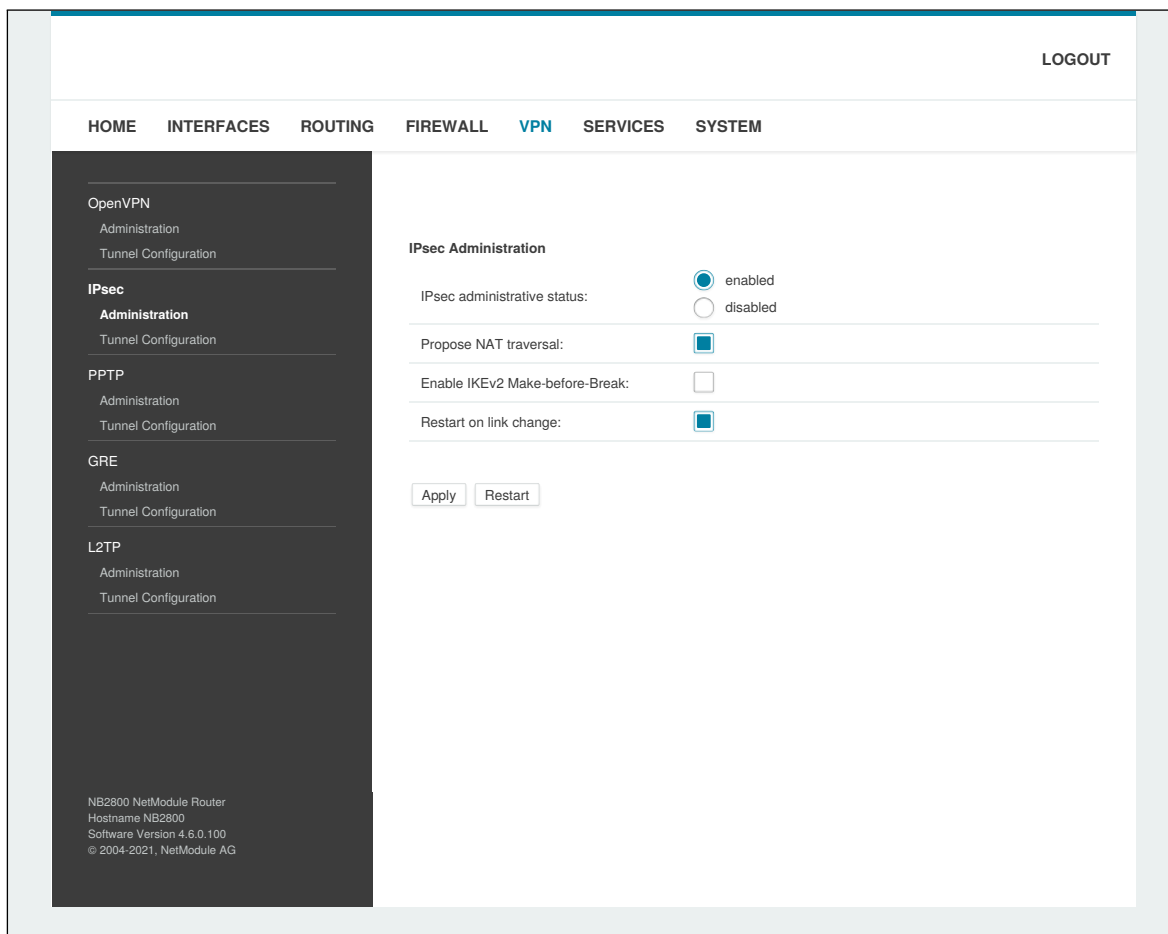 LOGOUT
HOME INTERFACES ROUTING FIREWALL VPN SERVICES SYSTEM
OpenVPN
Administration
Tunnel Configuration
IPsec
Administration
Tunnel Configuration
PPTP
Administration
Tunnel Configuration
GRE
Administration
Tunnel Configuration
L2TP
Administration
Tunnel Configuration
NB2800 NetModule Router
Hostname NB2800
Software Version 4.6.0.100
© 2004-2021, NetModule AG
IPsec Administration
IPsec administrative status:
enabled
disabled
Propose NAT traversal:
Enable IKEv2 Make-before-Break:
Restart on link change:
Apply Restart